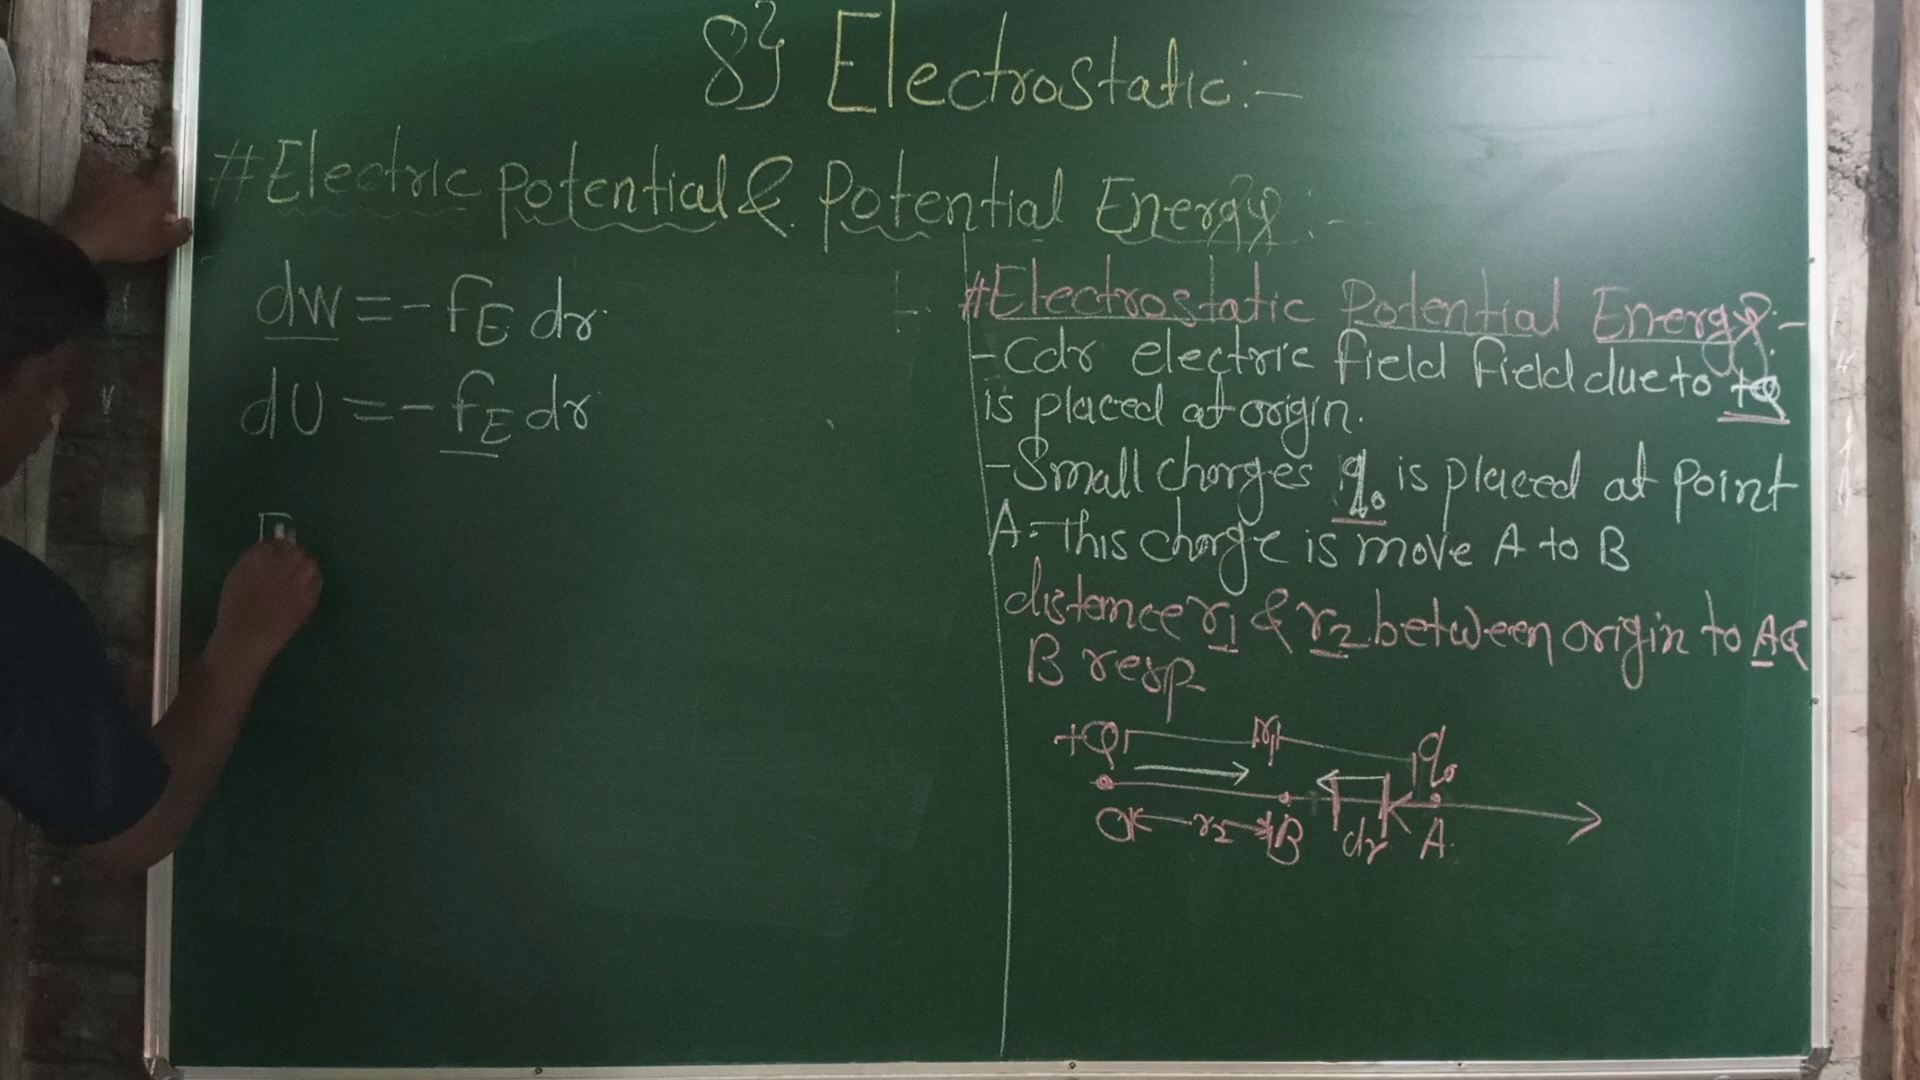 8} Electrostatic:-
#Electric potential & Potential Energy:-
dw = - fE dr
dU = - fE dr
#Electrostatic Potential Energy:-
-Cdr electric field field due to +Q
is placed at origin.
-Small charges q₀ is placed at point
A.-This charge is move A to B
distance r1 & r2 between origin to A&
B resp
+Q r1 q₀
O r2 B dr A